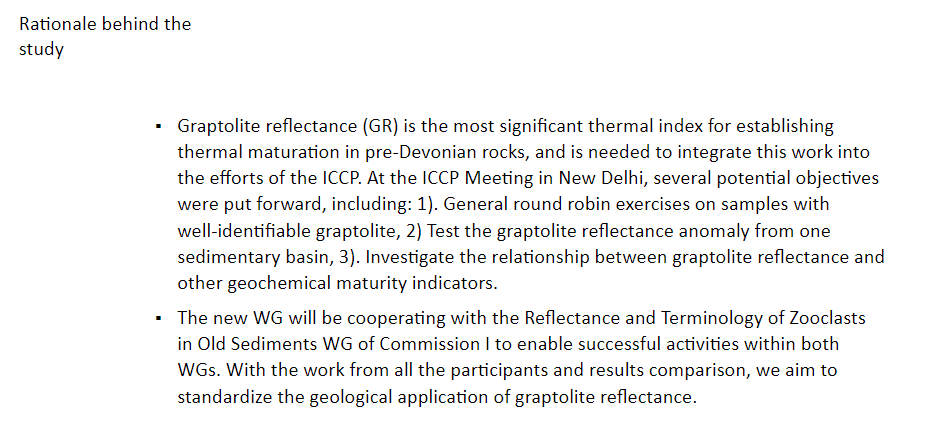 Rationale behind the
study
▪ Graptolite reflectance (GR) is the most significant thermal index for establishing
thermal maturation in pre-Devonian rocks, and is needed to integrate this work into
the efforts of the ICCP. At the ICCP Meeting in New Delhi, several potential objectives
were put forward, including: 1). General round robin exercises on samples with
well-identifiable graptolite, 2) Test the graptolite reflectance anomaly from one
sedimentary basin, 3). Investigate the relationship between graptolite reflectance and
other geochemical maturity indicators.
▪ The new WG will be cooperating with the Reflectance and Terminology of Zooclasts
in Old Sediments WG of Commission I to enable successful activities within both
WGs. With the work from all the participants and results comparison, we aim to
standardize the geological application of graptolite reflectance.